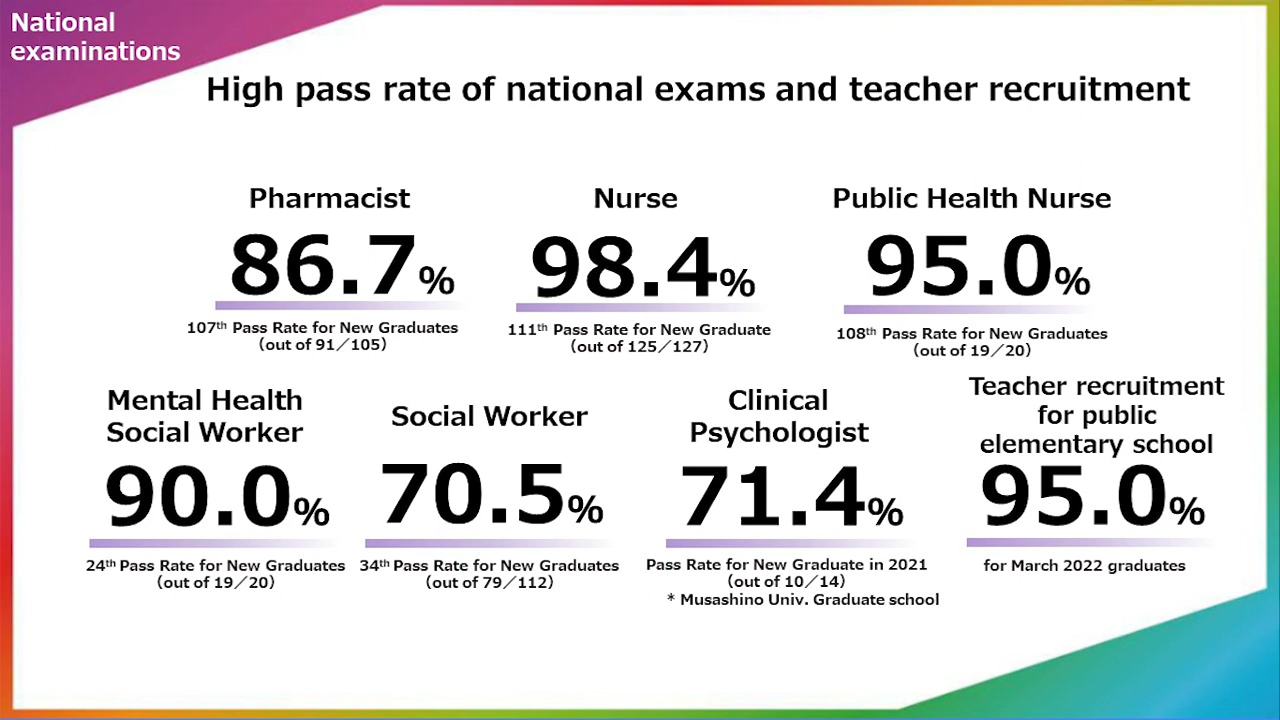 National
examinations
High pass rate of national exams and teacher recruitment
Pharmacist
86.7%
107th Pass Rate for New Graduates
（out of 91／105）
Nurse
98.4%
111th Pass Rate for New Graduate
（out of 125／127）
Public Health Nurse
95.0%
108th Pass Rate for New Graduates
（out of 19／20）
Mental Health
Social Worker
90.0%
24th Pass Rate for New Graduates
（out of 19／20）
Social Worker
70.5%
34th Pass Rate for New Graduates
（out of 79／112）
Clinical
Psychologist
71.4%
Pass Rate for New Graduate in 2021
（out of 10／14）
* Musashino Univ. Graduate school
Teacher recruitment
for public
elementary school
95.0%
for March 2022 graduates